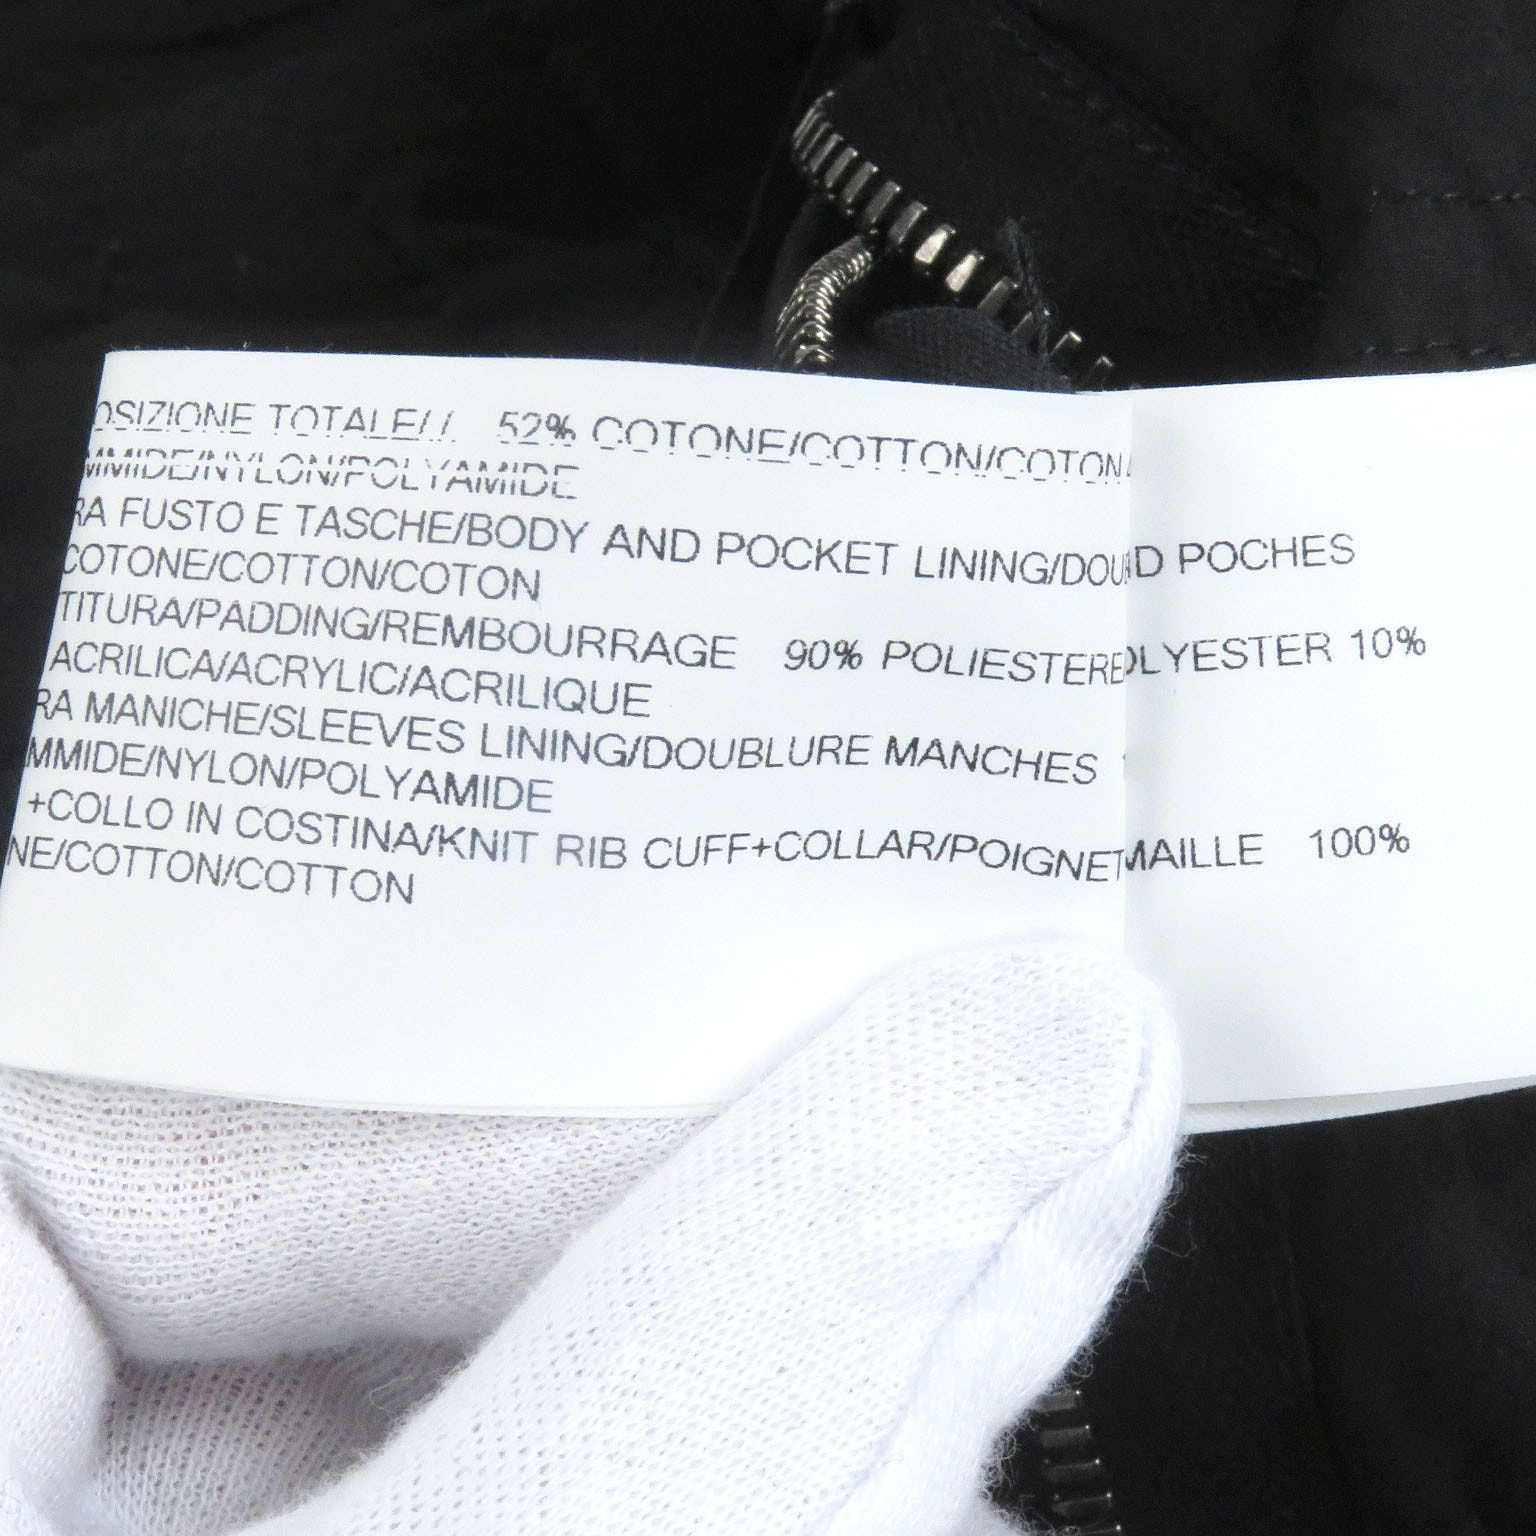 OSIZIONE TOTALE/// 52% COTONE/COTTON/COTON
MMIDE/NYLON/POLYAMIDE
RA FUSTO E TASCHE/BODY AND POCKET LINING/DOU D POCHES
COTONE/COTTON/COTON
TITURA/PADDING/REMBOURRAGE 90% POLIESTERE OLYESTER 10%
ACRILICA/ACRYLIC/ACRILIQUE
RA MANICHE/SLEEVES LINING/DOUBLURE MANCHES
MMIDE/NYLON/POLYAMIDE
+COLLO IN COSTINA/KNIT RIB CUFF+COLLAR/POIGNET MAILLE 100%
NE/COTTON/COTTON